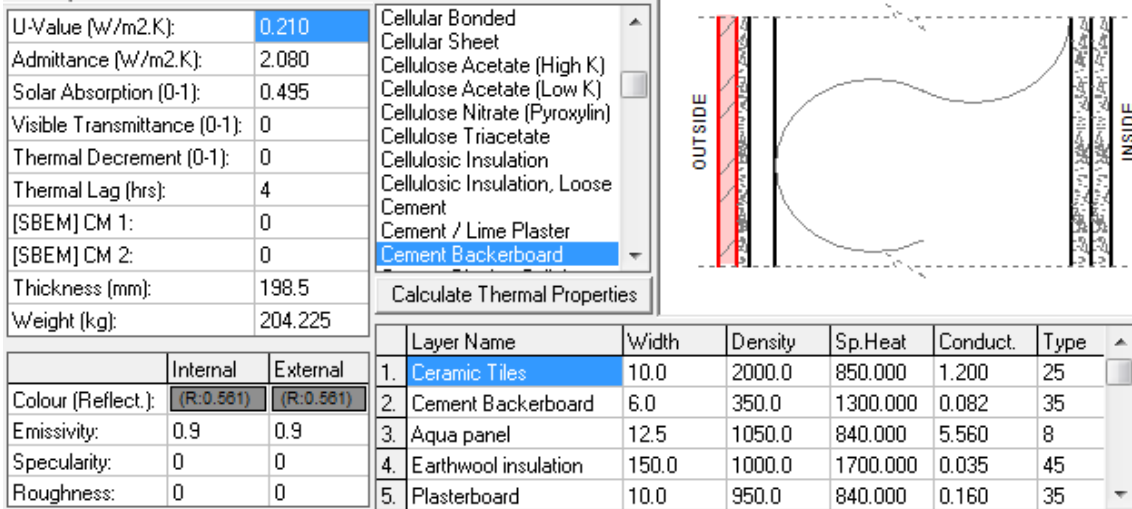 U-Value (W/m2.K): 0.210
Admittance (W/m2.K): 2.080
Solar Absorption (0-1): 0.495
Visible Transmittance (0-1): 0
Thermal Decrement (0-1): 0
Thermal Lag (hrs): 4
[SBEM] CM 1: 0
[SBEM] CM 2: 0
Thickness (mm): 198.5
Weight (kg): 204.225
Internal External
Colour (Reflect.): (R:0.561) (R:0.561)
Emissivity: 0.9 0.9
Specularity: 0 0
Roughness: 0 0
Cellular Bonded
Cellular Sheet
Cellulose Acetate (High K)
Cellulose Acetate (Low K)
Cellulose Nitrate (Pyroxylin)
Cellulose Triacetate
Cellulosic Insulation
Cellulosic Insulation, Loose
Cement
Cement / Lime Plaster
Cement Backerboard
Calculate Thermal Properties
OUTSIDE
INSIDE
Layer Name Width Density Sp.Heat Conduct. Type
1. Ceramic Tiles 10.0 2000.0 850.000 1.200 25
2. Cement Backerboard 6.0 350.0 1300.000 0.082 35
3. Aqua panel 12.5 1050.0 840.000 5.560 8
4. Earthwool insulation 150.0 1000.0 1700.000 0.035 45
5. Plasterboard 10.0 950.0 840.000 0.160 35